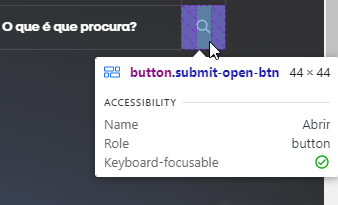 O que é que procura?
button.submit-open-btn 44 × 44
ACCESSIBILITY
Name Abrir
Role button
Keyboard-focusable